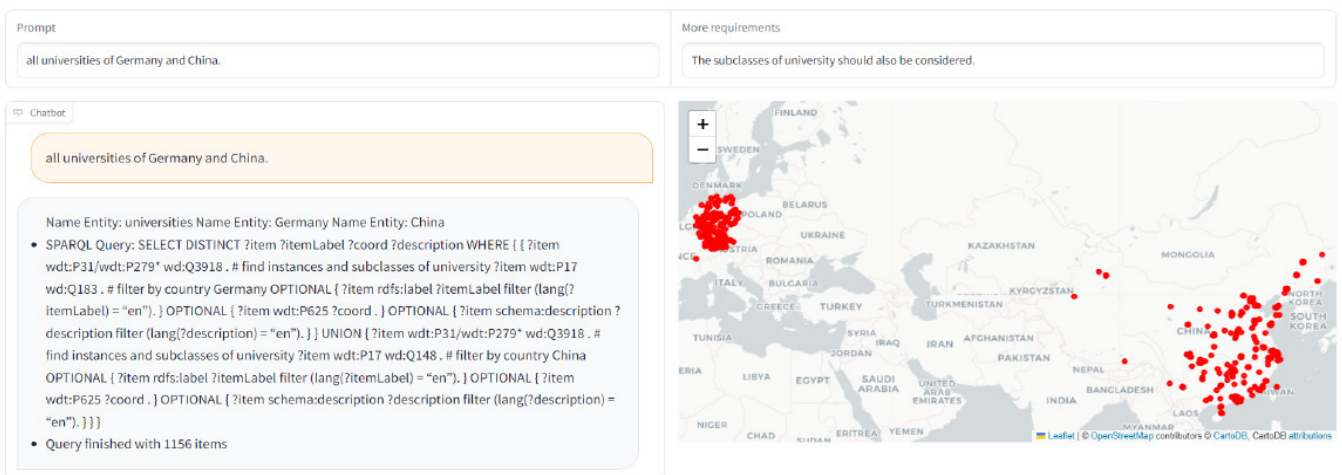 Prompt
all universities of Germany and China.
More requirements
The subclasses of university should also be considered.
Chatbot
all universities of Germany and China.
Name Entity: universities Name Entity: Germany Name Entity: China
• SPARQL Query: SELECT DISTINCT ?item ?itemLabel ?coord ?description WHERE { { ?item
wdt:P31/wdt:P279* wd:Q3918 . # find instances and subclasses of university ?item wdt:P17
wd:Q183 . # filter by country Germany OPTIONAL { ?item rdfs:label ?itemLabel filter (lang(?
itemLabel) = “en”). } OPTIONAL { ?item wdt:P625 ?coord . } OPTIONAL { ?item schema:description ?
description filter (lang(?description) = “en”). } } UNION { ?item wdt:P31/wdt:P279* wd:Q3918 . #
find instances and subclasses of university ?item wdt:P17 wd:Q148 . # filter by country China
OPTIONAL { ?item rdfs:label ?itemLabel filter (lang(?itemLabel) = “en”). } OPTIONAL { ?item
wdt:P625 ?coord . } OPTIONAL { ?item schema:description ?description filter (lang(?description) =
“en”). } } }
• Query finished with 1156 items
+
−
FINLAND
SWEDEN
DENMARK
BELARUS
POLAND
UKRAINE
KAZAKHSTAN
MONGOLIA
ROMANIA
ITALY
BULGARIA
KYRGYZSTAN
GREECE
TURKEY
TURKMENISTAN
NORTH
KOREA
SOUTH
KOREA
CHINA
TUNISIA
SYRIA
IRAQ
IRAN
AFGHANISTAN
JORDAN
PAKISTAN
NEPAL
LIBYA
EGYPT
SAUDI
ARABIA
UNITED
ARAB
EMIRATES
BANGLADESH
INDIA
LAOS
MYANMAR
NIGER
CHAD
SUDAN
ERITREA
YEMEN
Leaflet | © OpenStreetMap contributors © CartoDB, CartoDB attributions